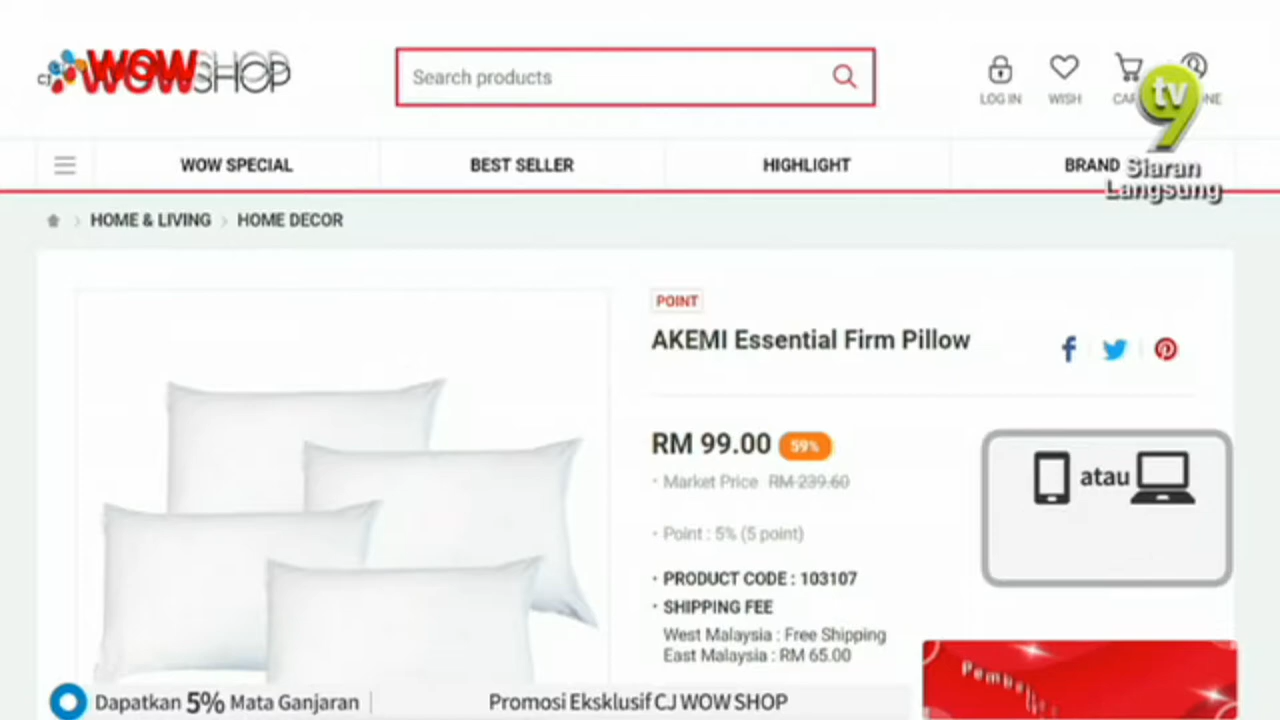 CJ WOWSHOP
Search products
LOG IN
WISH
tv9
Siaran
Langsung
WOW SPECIAL
BEST SELLER
HIGHLIGHT
BRAND
HOME & LIVING
HOME DECOR
POINT
AKEMI Essential Firm Pillow
RM 99.00 59%
· Market Price RM 239.60
· Point : 5% (5 point)
· PRODUCT CODE : 103107
· SHIPPING FEE
West Malaysia : Free Shipping
East Malaysia : RM 65.00
atau
Dapatkan 5% Mata Ganjaran
Promosi Eksklusif CJ WOW SHOP